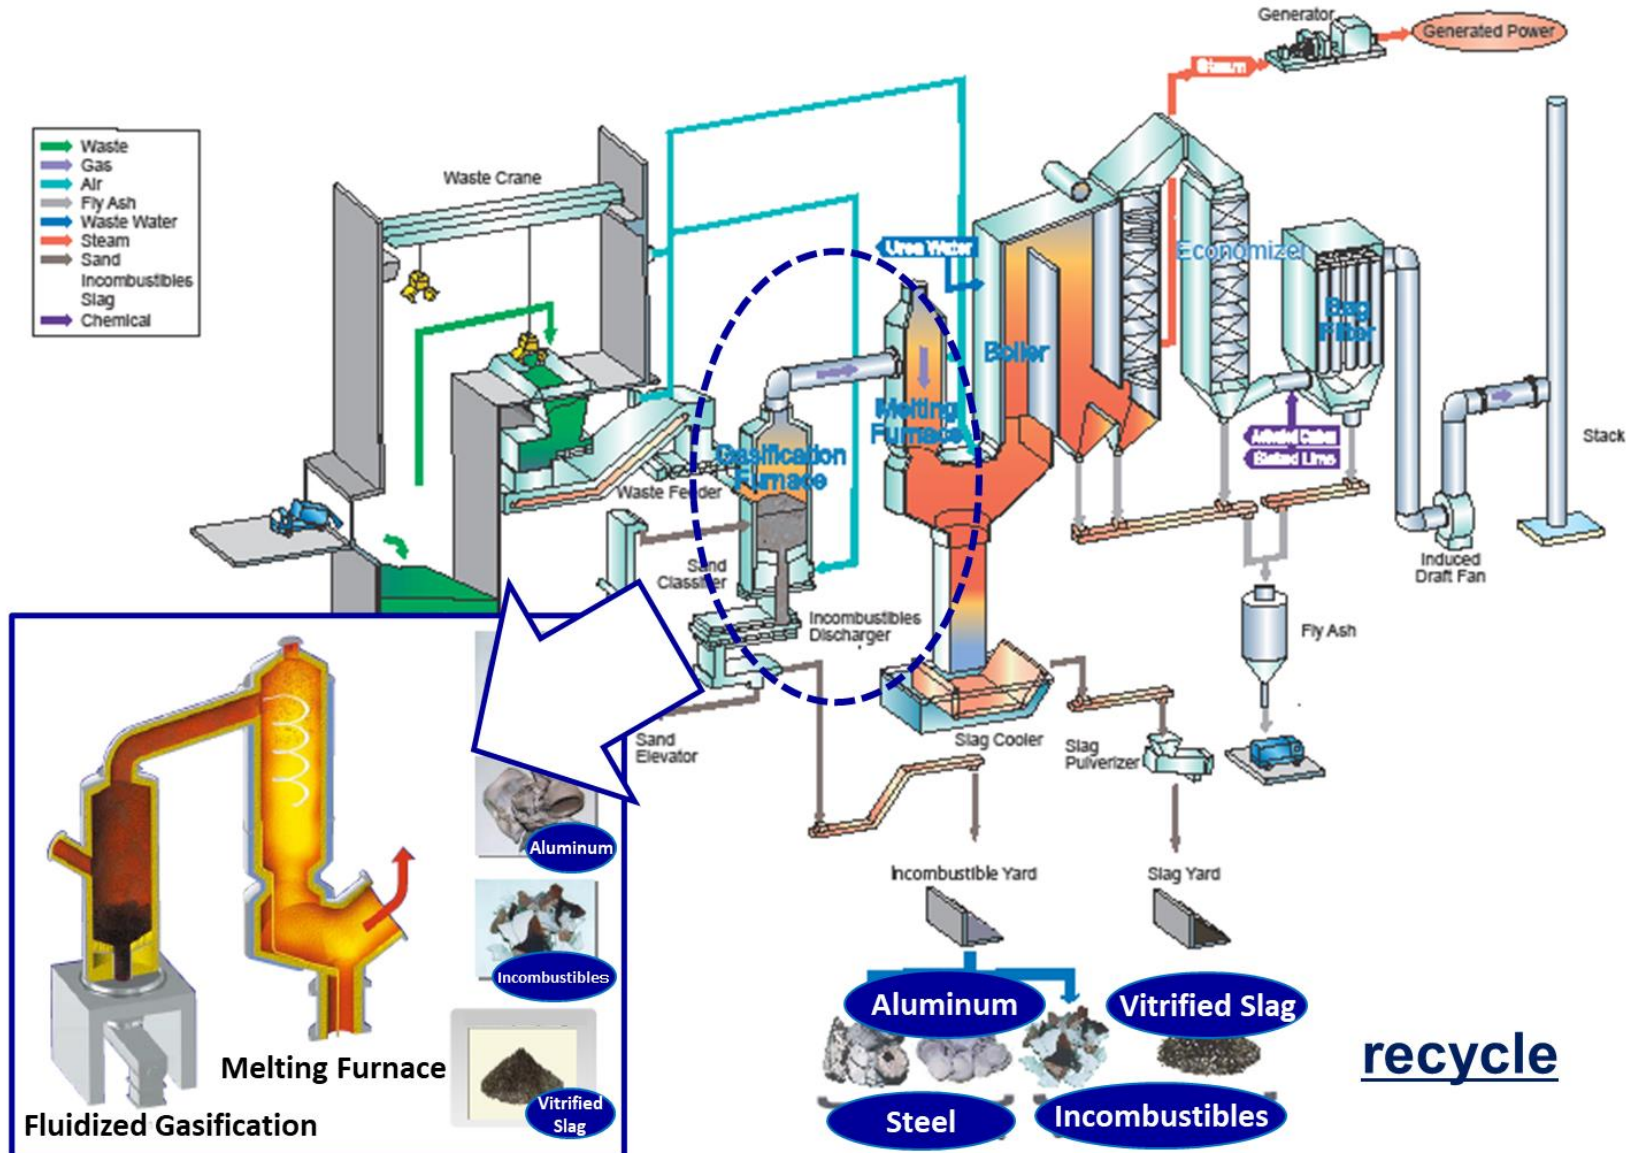 Generator
Generated Power
Steam
Waste
Gas
Air
Fly Ash
Waste Water
Steam
Sand
Incombustibles
Slag
Chemical
Waste Crane
Urea Water
Economizer
Bag
Filter
Boiler
Melting
Furnace
Gasification
Furnace
Waste Feeder
Slaked Lime
Stack
Sand
Classifier
Induced
Draft Fan
Incombustibles
Discharger
Fly Ash
Sand
Elevator
Slag Cooler
Slag
Pulverizer
Incombustible Yard
Slag Yard
Aluminum
Incombustibles
Vitrified
Slag
Melting Furnace
Fluidized Gasification
Aluminum
Vitrified Slag
Steel
Incombustibles
recycle